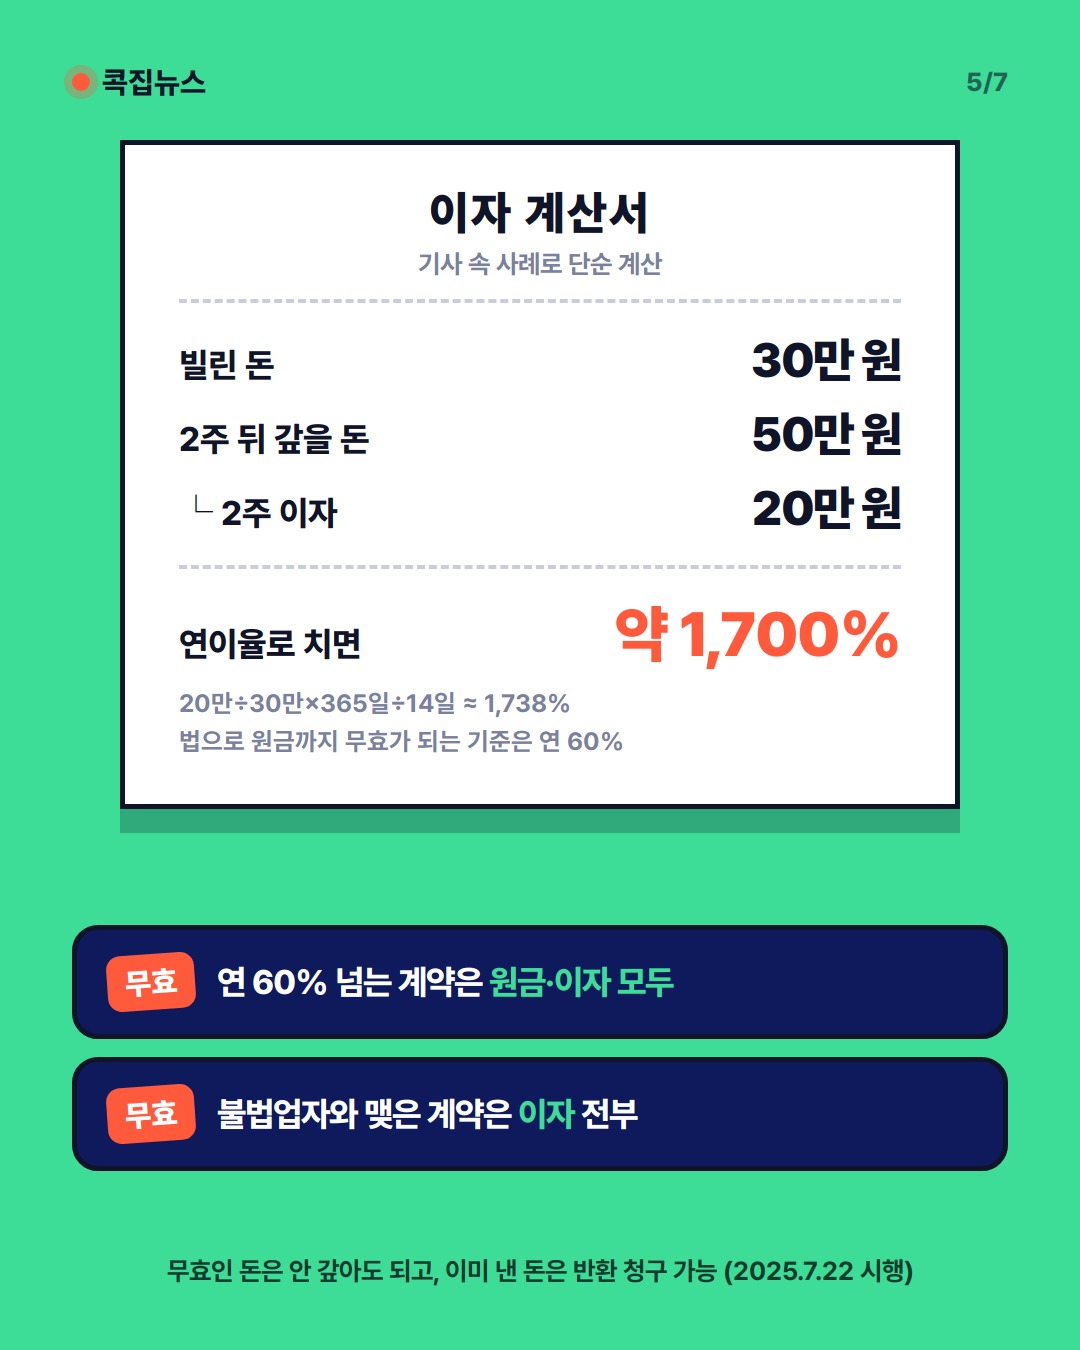 콕집뉴스
5/7
이자 계산서
기사 속 사례로 단순 계산
빌린 돈 30만 원
2주 뒤 갚을 돈 50만 원
└ 2주 이자 20만 원
연이율로 치면 약 1,700%
20만÷30만×365일÷14일 ≈ 1,738%
법으로 원금까지 무효가 되는 기준은 연 60%
무효 연 60% 넘는 계약은 원금·이자 모두
무효 불법업자와 맺은 계약은 이자 전부
무효인 돈은 안 갚아도 되고, 이미 낸 돈은 반환 청구 가능 (2025.7.22 시행)